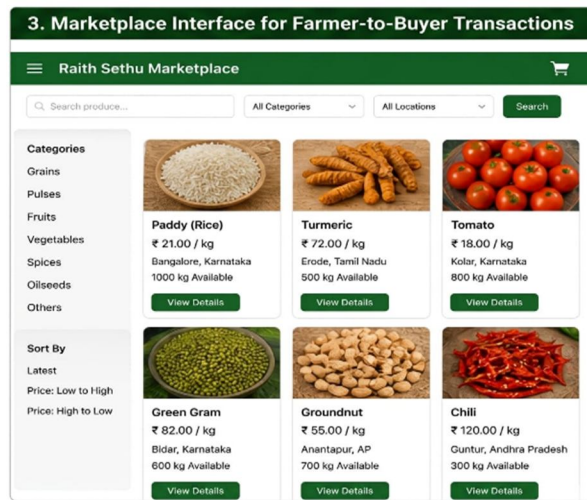 3. Marketplace Interface for Farmer-to-Buyer Transactions
Raith Sethu Marketplace
Search produce...
All Categories
All Locations
Search
Categories
Grains
Pulses
Fruits
Vegetables
Spices
Oilseeds
Others
Sort By
Latest
Price: Low to High
Price: High to Low
Paddy (Rice)
₹ 21.00 / kg
Bangalore, Karnataka
1000 kg Available
View Details
Turmeric
₹ 72.00 / kg
Erode, Tamil Nadu
500 kg Available
View Details
Tomato
₹ 18.00 / kg
Kolar, Karnataka
800 kg Available
View Details
Green Gram
₹ 82.00 / kg
Bidar, Karnataka
600 kg Available
View Details
Groundnut
₹ 55.00 / kg
Anantapur, AP
700 kg Available
View Details
Chili
₹ 120.00 / kg
Guntur, Andhra Pradesh
300 kg Available
View Details